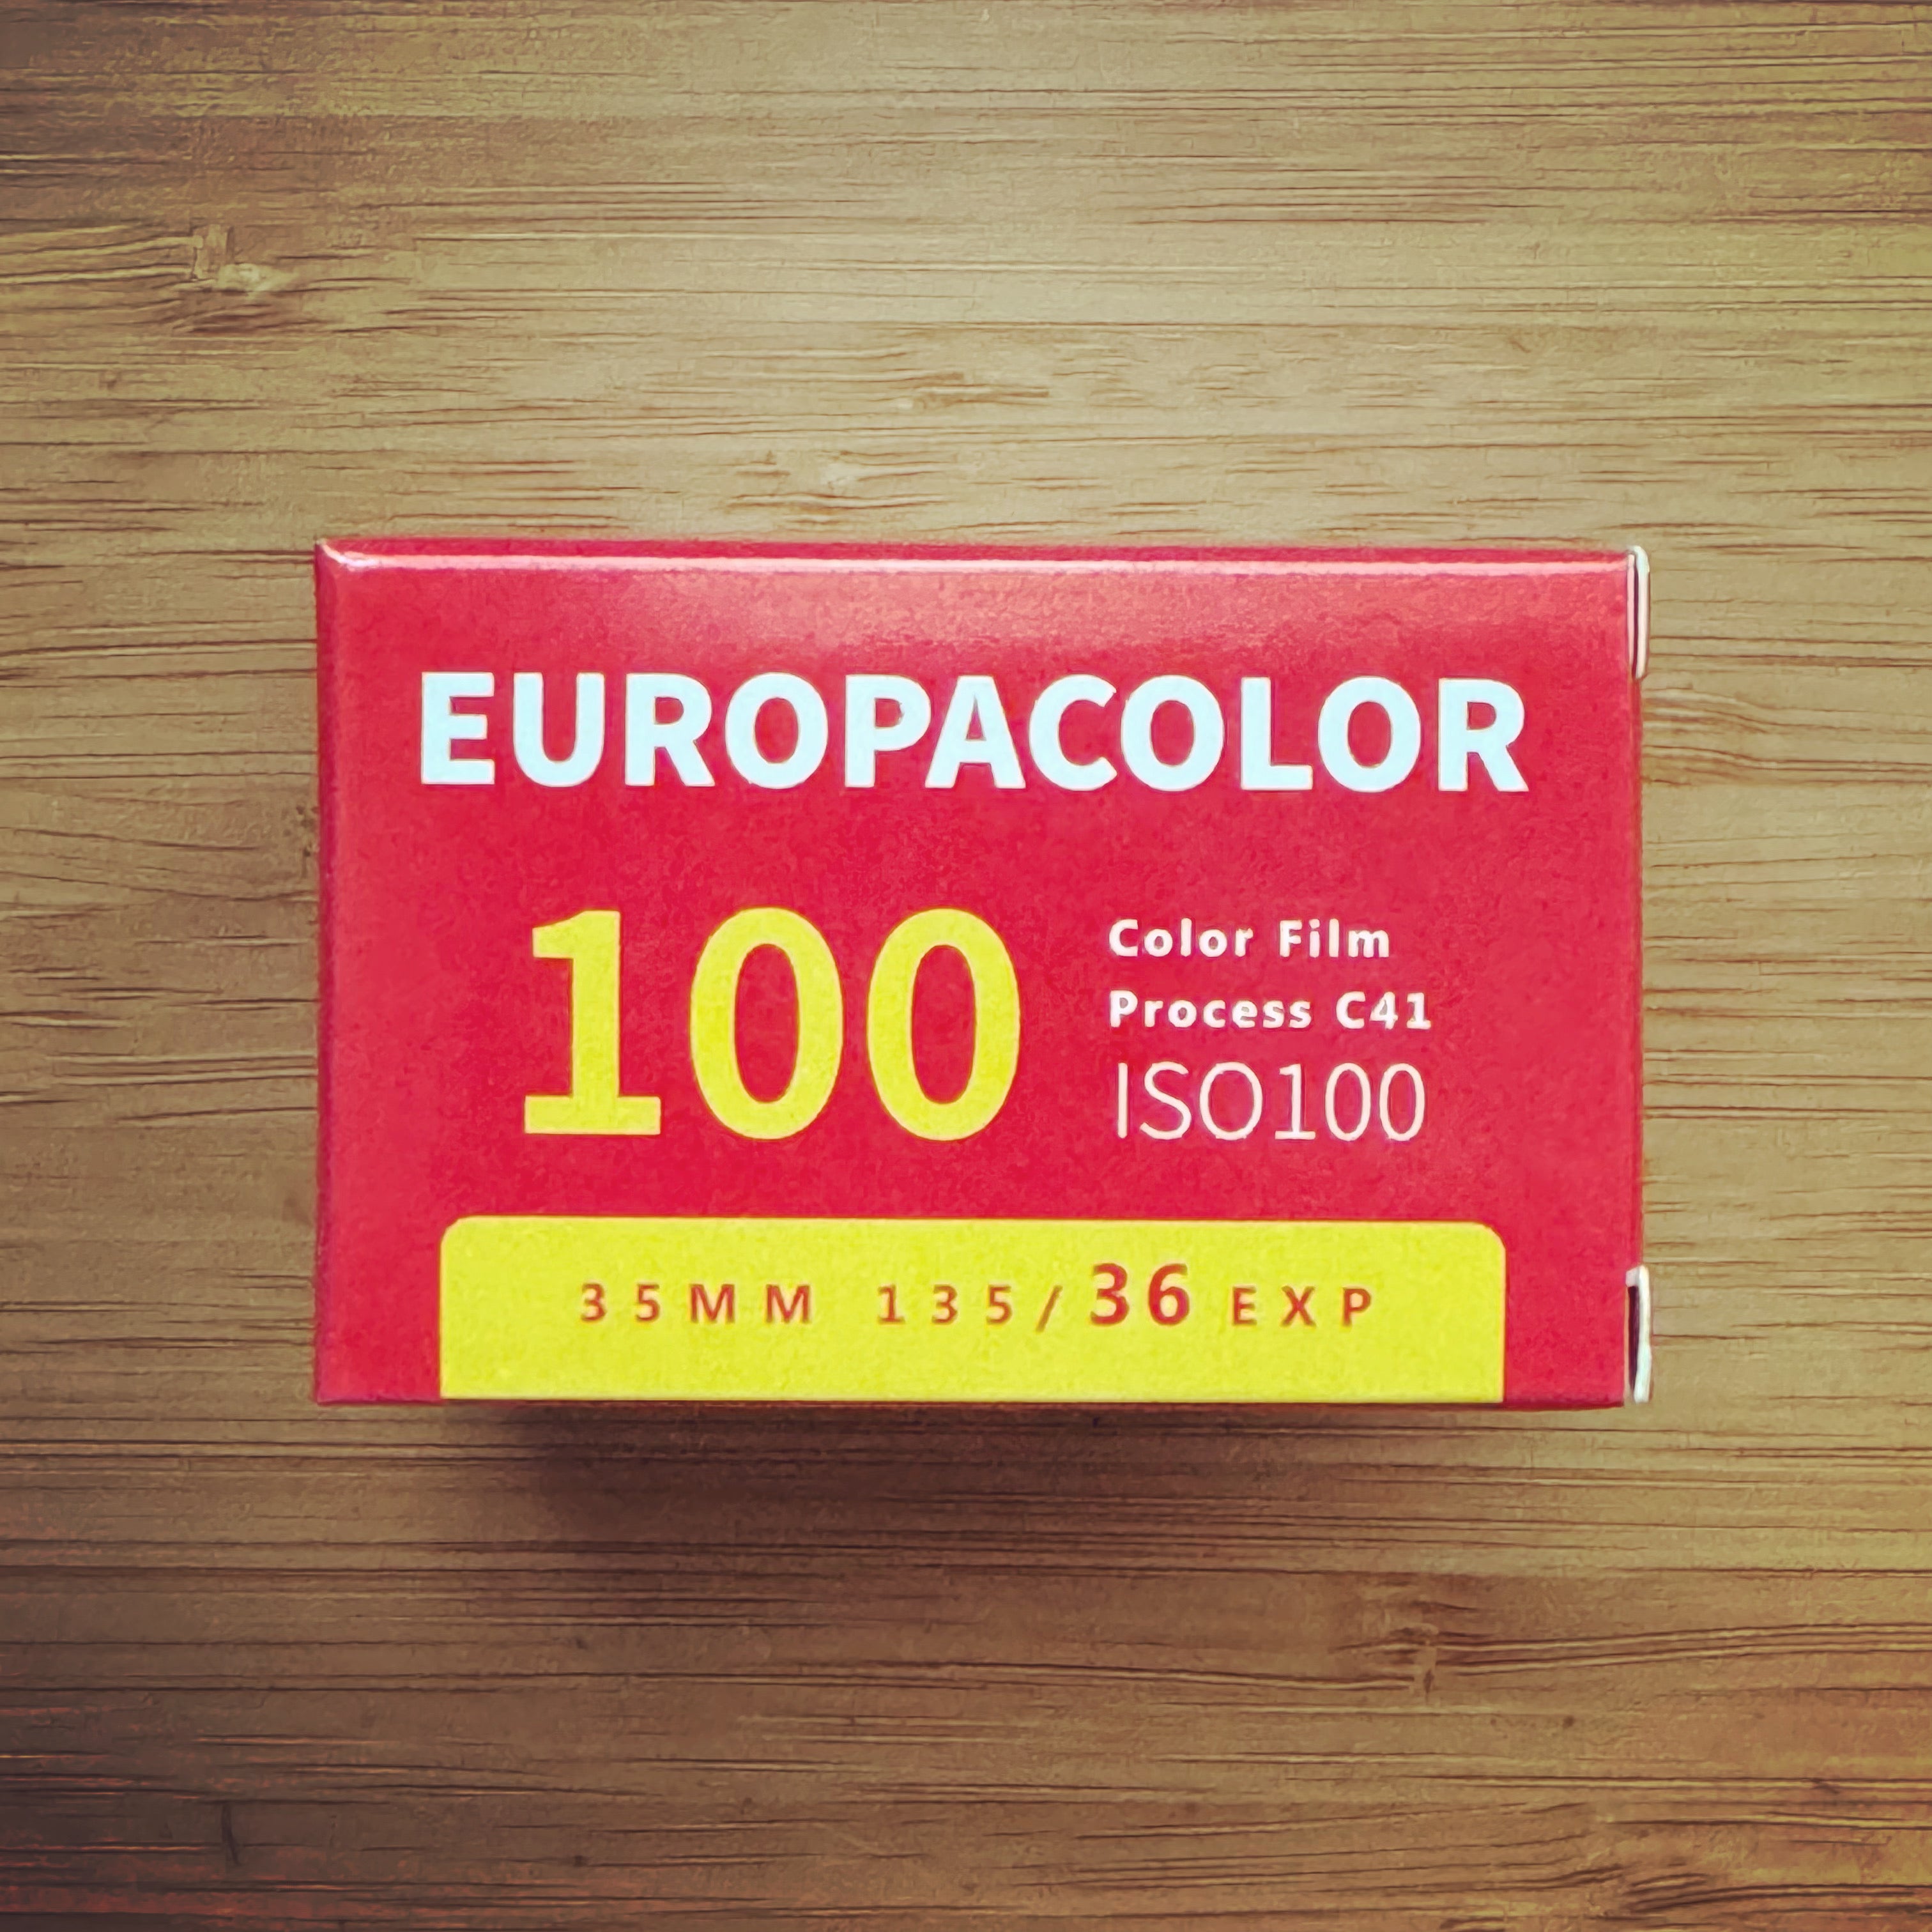 EUROPACOLOR
100
Color Film
Process C41
ISO100
35MM 135/36 EXP